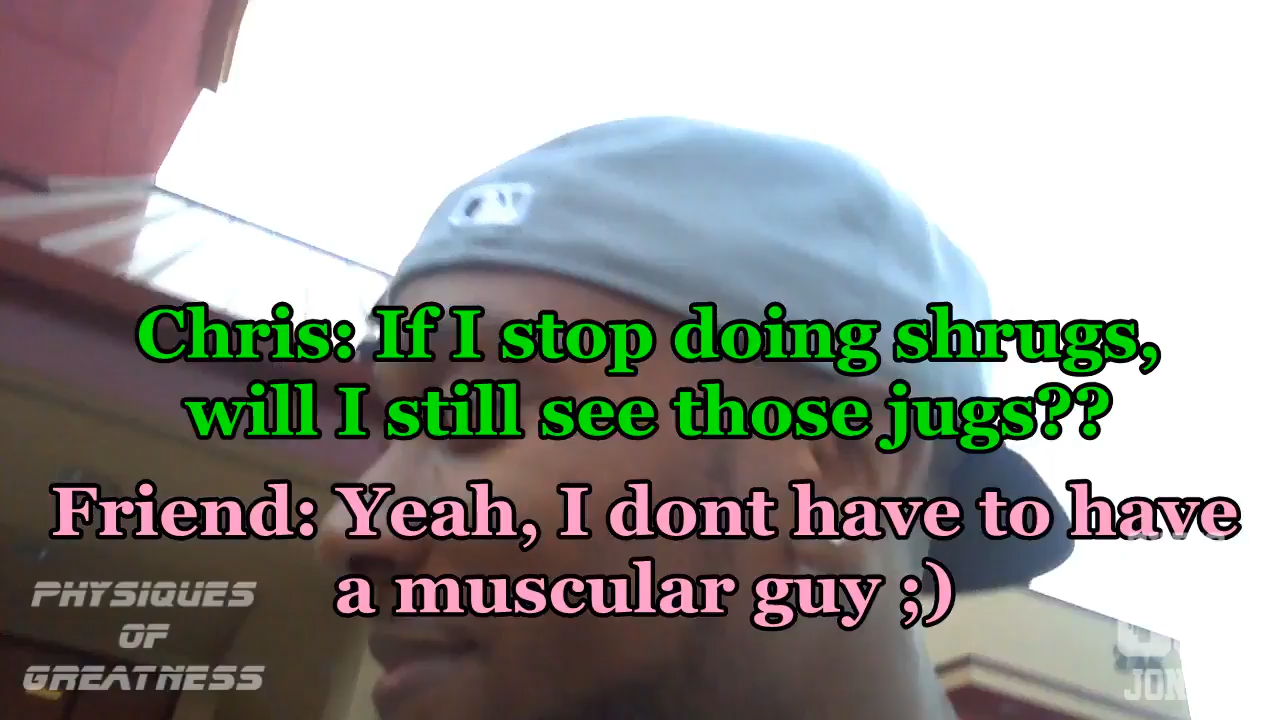 Chris: If I stop doing shrugs,
will I still see those jugs??
Friend: Yeah, I dont have to have
a muscular guy ;)
PHYSIQUES
OF
GREATNESS